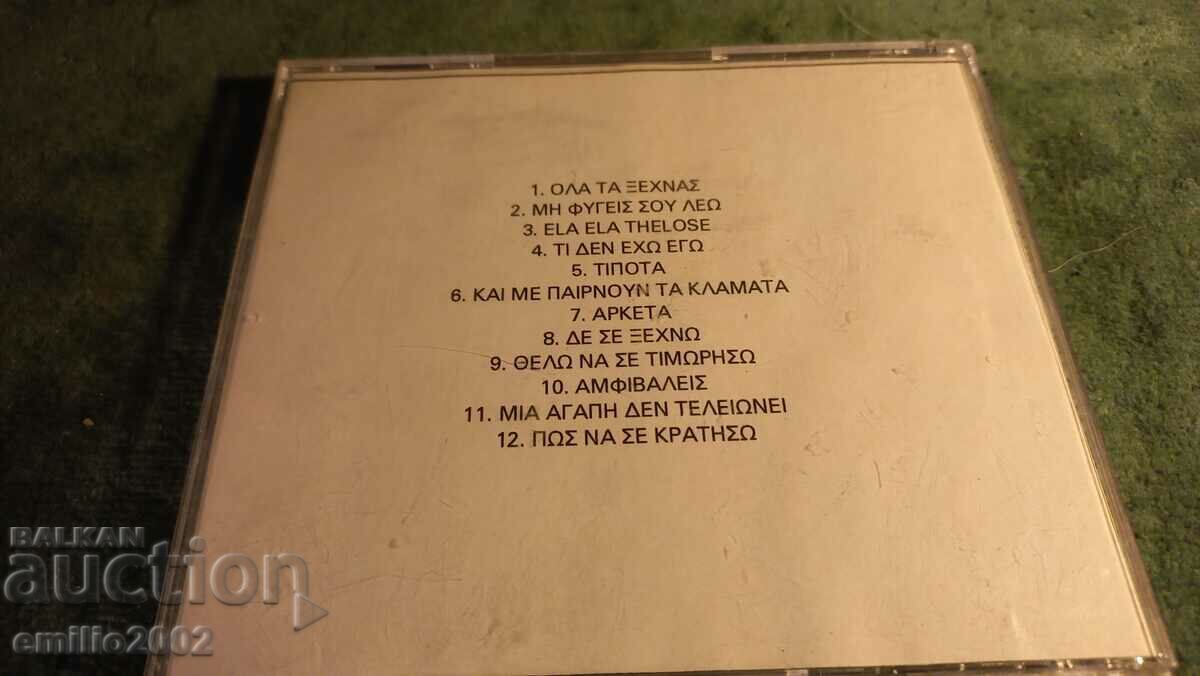 1. ΟΛΑ ΤΑ ΞΕΧΝΑΣ
2. ΜΗ ΦΥΓΕΙΣ ΣΟΥ ΛΕΩ
3. ELA ELA THELOSE
4. ΤΙ ΔΕΝ ΕΧΩ ΕΓΩ
5. ΤΙΠΟΤΑ
6. ΚΑΙ ΜΕ ΠΑΙΡΝΟΥΝ ΤΑ ΚΛΑΜΑΤΑ
7. ΑΡΚΕΤΑ
8. ΔΕ ΣΕ ΞΕΧΝΩ
9. ΘΕΛΩ ΝΑ ΣΕ ΤΙΜΩΡΗΣΩ
10. ΑΜΦΙΒΑΛΕΙΣ
11. ΜΙΑ ΑΓΑΠΗ ΔΕΝ ΤΕΛΕΙΩΝΕΙ
12. ΠΩΣ ΝΑ ΣΕ ΚΡΑΤΗΣΩ
BALKAN
auction
emilio2002